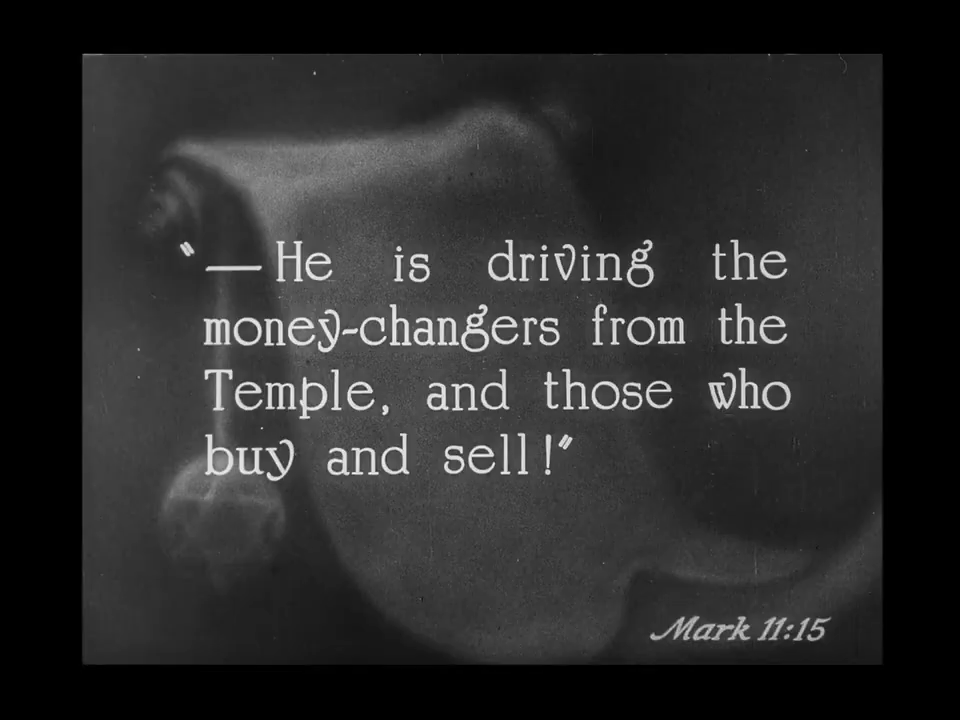 "—He is driving the
money-changers from the
Temple, and those who
buy and sell!"
Mark 11:15